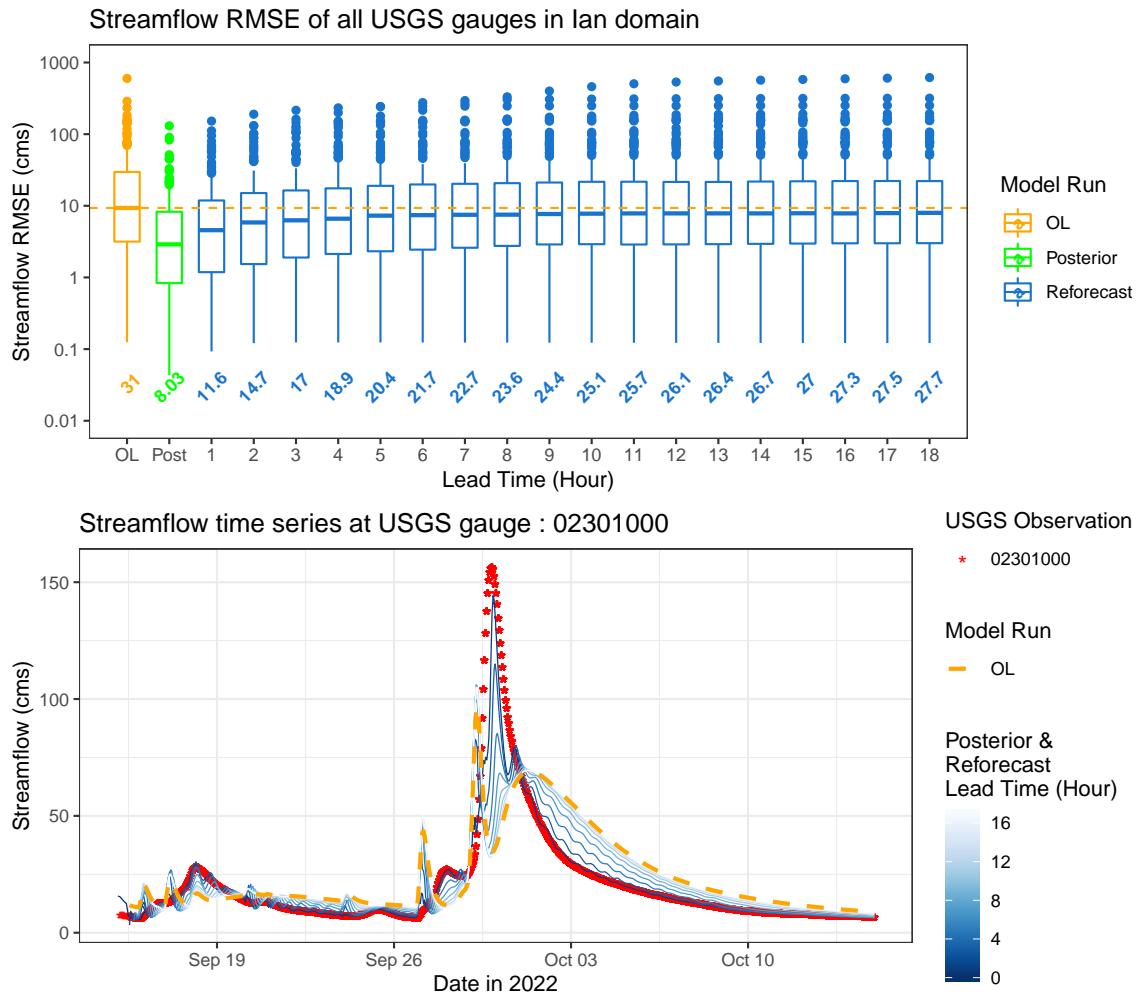 Streamflow RMSE of all USGS gauges in Ian domain
Streamflow RMSE (cms)
1000
100
10
1
0.1
0.01
31
8.03
11.6
14.7
17
18.9
20.4
21.7
22.7
23.6
24.4
25.1
25.7
26.1
26.4
26.7
27
27.3
27.5
27.7
OL Post 1 2 3 4 5 6 7 8 9 10 11 12 13 14 15 16 17 18
Lead Time (Hour)
Model Run
OL
Posterior
Reforecast
Streamflow time series at USGS gauge : 02301000
Streamflow (cms)
150
100
50
0
Sep 19 Sep 26 Oct 03 Oct 10
Date in 2022
USGS Observation
* 02301000
Model Run
OL
Posterior &
Reforecast
Lead Time (Hour)
16
12
8
4
0